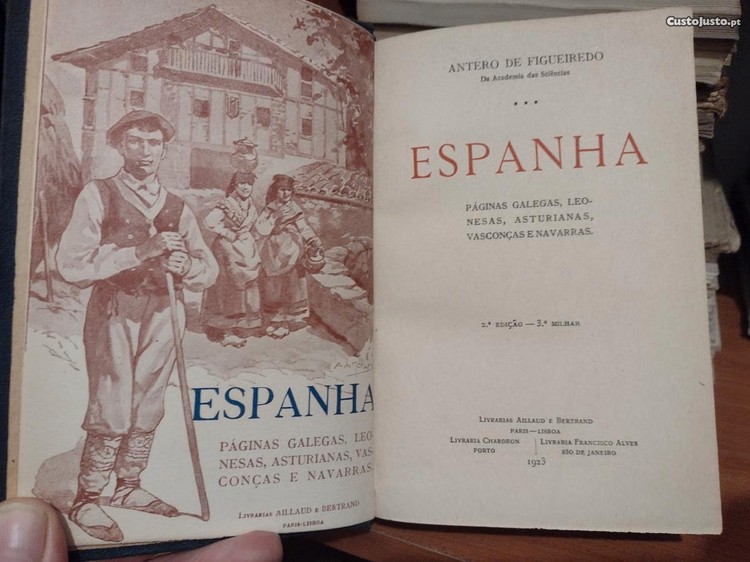 ESPANHA
PÁGINAS GALEGAS, LEO-
NESAS, ASTURIANAS, VAS-
CONÇAS E NAVARRAS.
LIVRARIAS AILLAUD E BERTRAND
PARIS-LISBOA
CustoJusto.pt
ANTERO DE FIGUEIREDO
Da Academia das Sciências
ESPANHA
PÁGINAS GALEGAS, LEO-
NESAS, ASTURIANAS,
VASCONÇAS E NAVARRAS.
2.ª EDIÇÃO — 3.º MILHAR
LIVRARIAS AILLAUD E BERTRAND
PARIS—LISBOA
LIVRARIA CHARDRON LIVRARIA FRANCISCO ALVES
PORTO RIO DE JANEIRO
1923